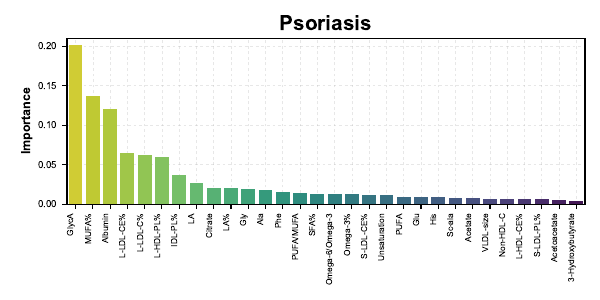 Psoriasis
Importance
0.20
0.15
0.10
0.05
0.00
GlycA
MUFA%
Albumin
L-LDL-CE%
L-LDL-C%
L-HDL-PL%
IDL-PL%
LA
Citrate
LA%
Gly
Ala
Phe
PUFA/MUFA
SFA%
Omega-6/Omega-3
Omega-3%
S-LDL-CE%
Unsaturation
PUFA
Glu
His
Acetate
VLDL-size
Non-HDL-C
L-HDL-CE%
S-LDL-PL%
Acetoacetate
3-Hydroxybutyrate